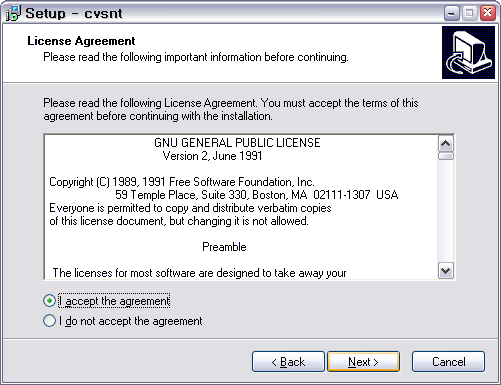 Setup - cvsnt
License Agreement
Please read the following important information before continuing.
Please read the following License Agreement. You must accept the terms of this
agreement before continuing with the installation.
GNU GENERAL PUBLIC LICENSE
Version 2, June 1991
Copyright (C) 1989, 1991 Free Software Foundation, Inc.
59 Temple Place, Suite 330, Boston, MA 02111-1307 USA
Everyone is permitted to copy and distribute verbatim copies
of this license document, but changing it is not allowed.
Preamble
The licenses for most software are designed to take away your
I accept the agreement
I do not accept the agreement
< Back
Next >
Cancel